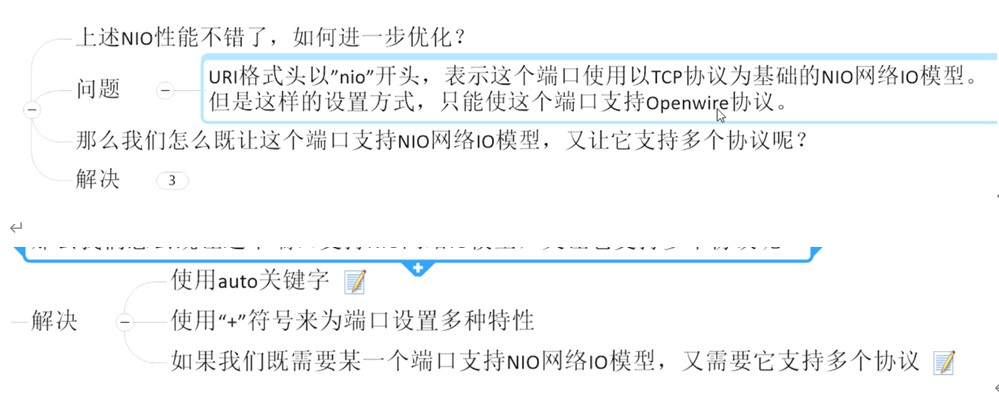 上述NIO性能不错了，如何进一步优化？
问题
URI格式头以”nio”开头，表示这个端口使用以TCP协议为基础的NIO网络IO模型。
但是这样的设置方式，只能使这个端口支持Openwire协议。
那么我们怎么既让这个端口支持NIO网络IO模型，又让它支持多个协议呢？
解决 3
使用auto关键字
解决
使用“+”符号来为端口设置多种特性
如果我们既需要某一个端口支持NIO网络IO模型，又需要它支持多个协议